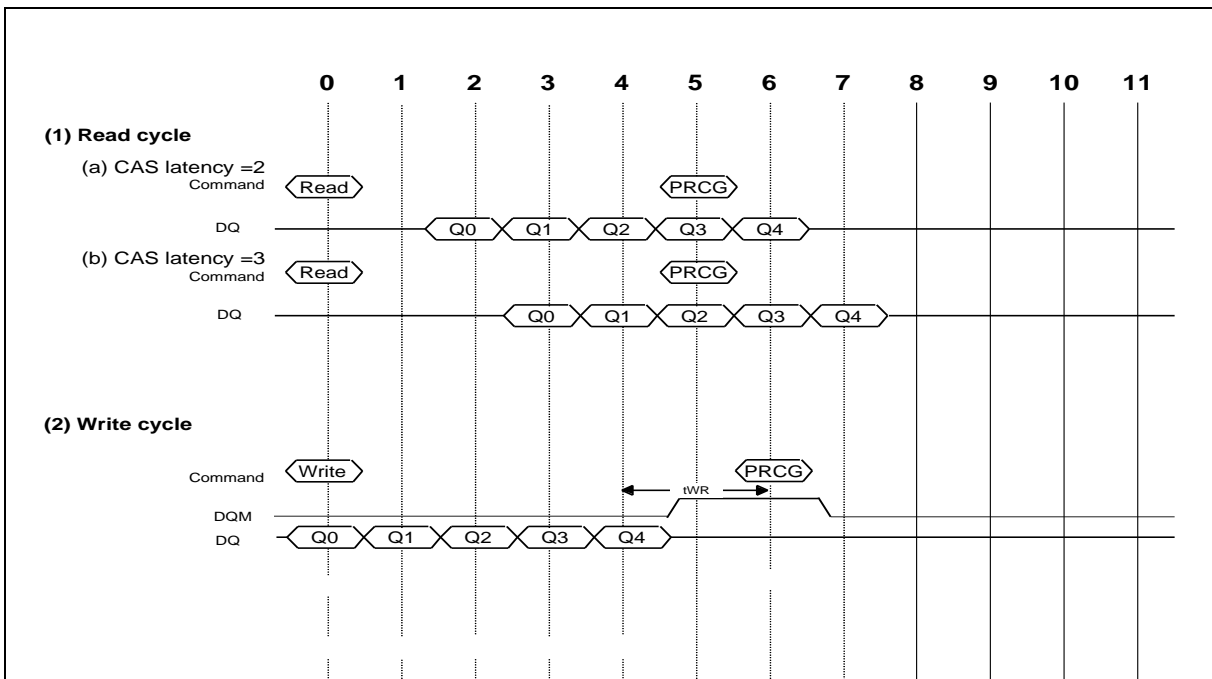 0 1 2 3 4 5 6 7 8 9 10 11
(1) Read cycle
(a) CAS latency =2
Command Read PRCG
DQ Q0 Q1 Q2 Q3 Q4
(b) CAS latency =3
Command Read PRCG
DQ Q0 Q1 Q2 Q3 Q4
(2) Write cycle
Command Write PRCG
tWR
DQM
DQ Q0 Q1 Q2 Q3 Q4